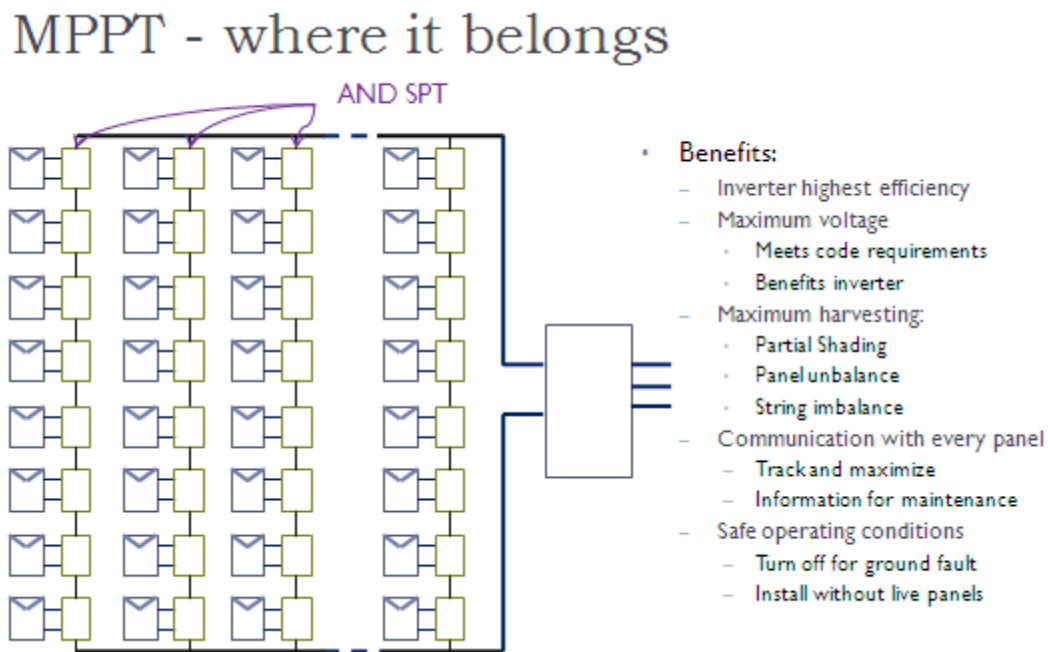 MPPT - where it belongs
AND SPT
• Benefits:
– Inverter highest efficiency
– Maximum voltage
• Meets code requirements
• Benefits inverter
– Maximum harvesting:
• Partial Shading
• Panel unbalance
• String imbalance
– Communication with every panel
– Track and maximize
– Information for maintenance
– Safe operating conditions
– Turn off for ground fault
– Install without live panels